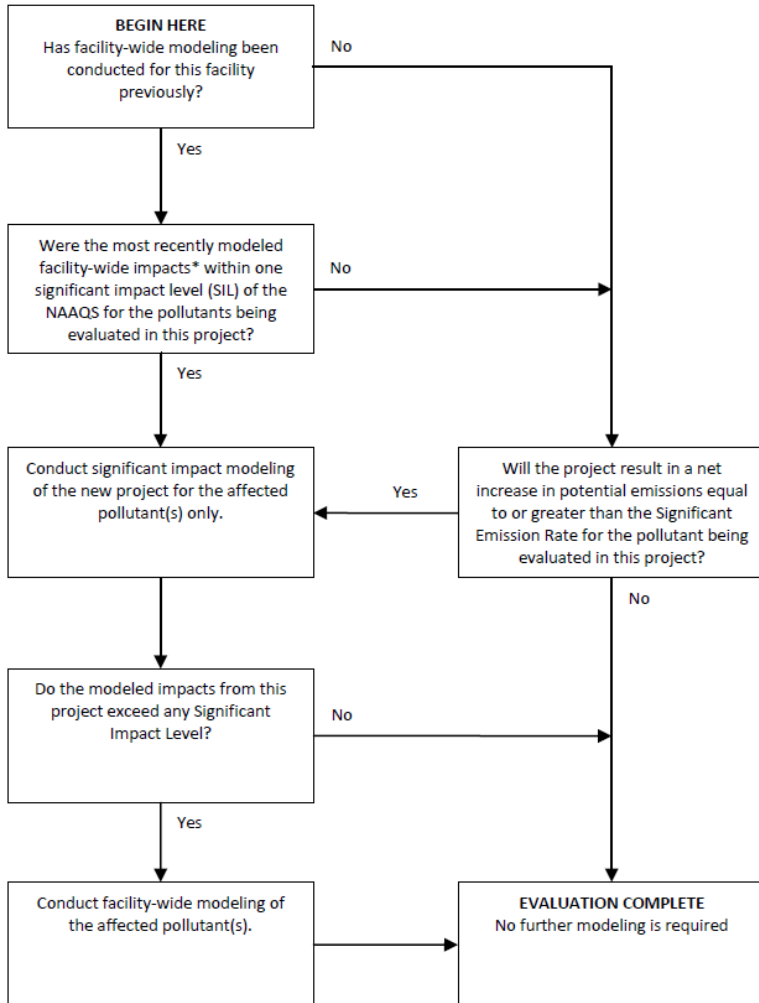 BEGIN HERE
Has facility-wide modeling been
conducted for this facility
previously?
No
Yes
Were the most recently modeled
facility-wide impacts* within one
significant impact level (SIL) of the
NAAQS for the pollutants being
evaluated in this project?
No
Yes
Conduct significant impact modeling
of the new project for the affected
pollutant(s) only.
Yes
Will the project result in a net
increase in potential emissions equal
to or greater than the Significant
Emission Rate for the pollutant being
evaluated in this project?
No
Do the modeled impacts from this
project exceed any Significant
Impact Level?
No
Yes
Conduct facility-wide modeling of
the affected pollutant(s).
EVALUATION COMPLETE
No further modeling is required